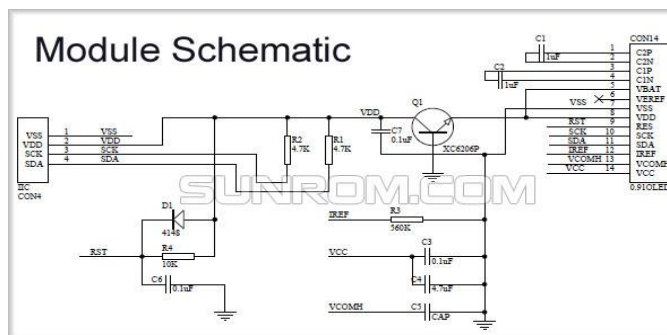 Module Schematic
CON14
C1
1uF
C2
1uF
1 C2P
2 C2N
3 C1P
4 C1N
5 VBAT
6 VEREF
VSS 7 VSS
8 VDD
RST 9 RES
SCK 10 SCK
SDA 11 SDA
IREF 12 IREF
VCOMH 13 VCOMH
VCC 14 VCC
0.91OLED
VSS 1 VSS
VDD 2 VDD
SCK 3 SCK
SDA 4 SDA
IIC
CON4
R2
4.7K
R1
4.7K
VDD
C7
0.1uF
Q1
XC6206P
SUNROM.COM
D1
4148
RST
R4
10K
C6
0.1uF
IREF
R3
560K
VCC
C3
0.1uF
C4
4.7uF
VCOMH
C5
CAP